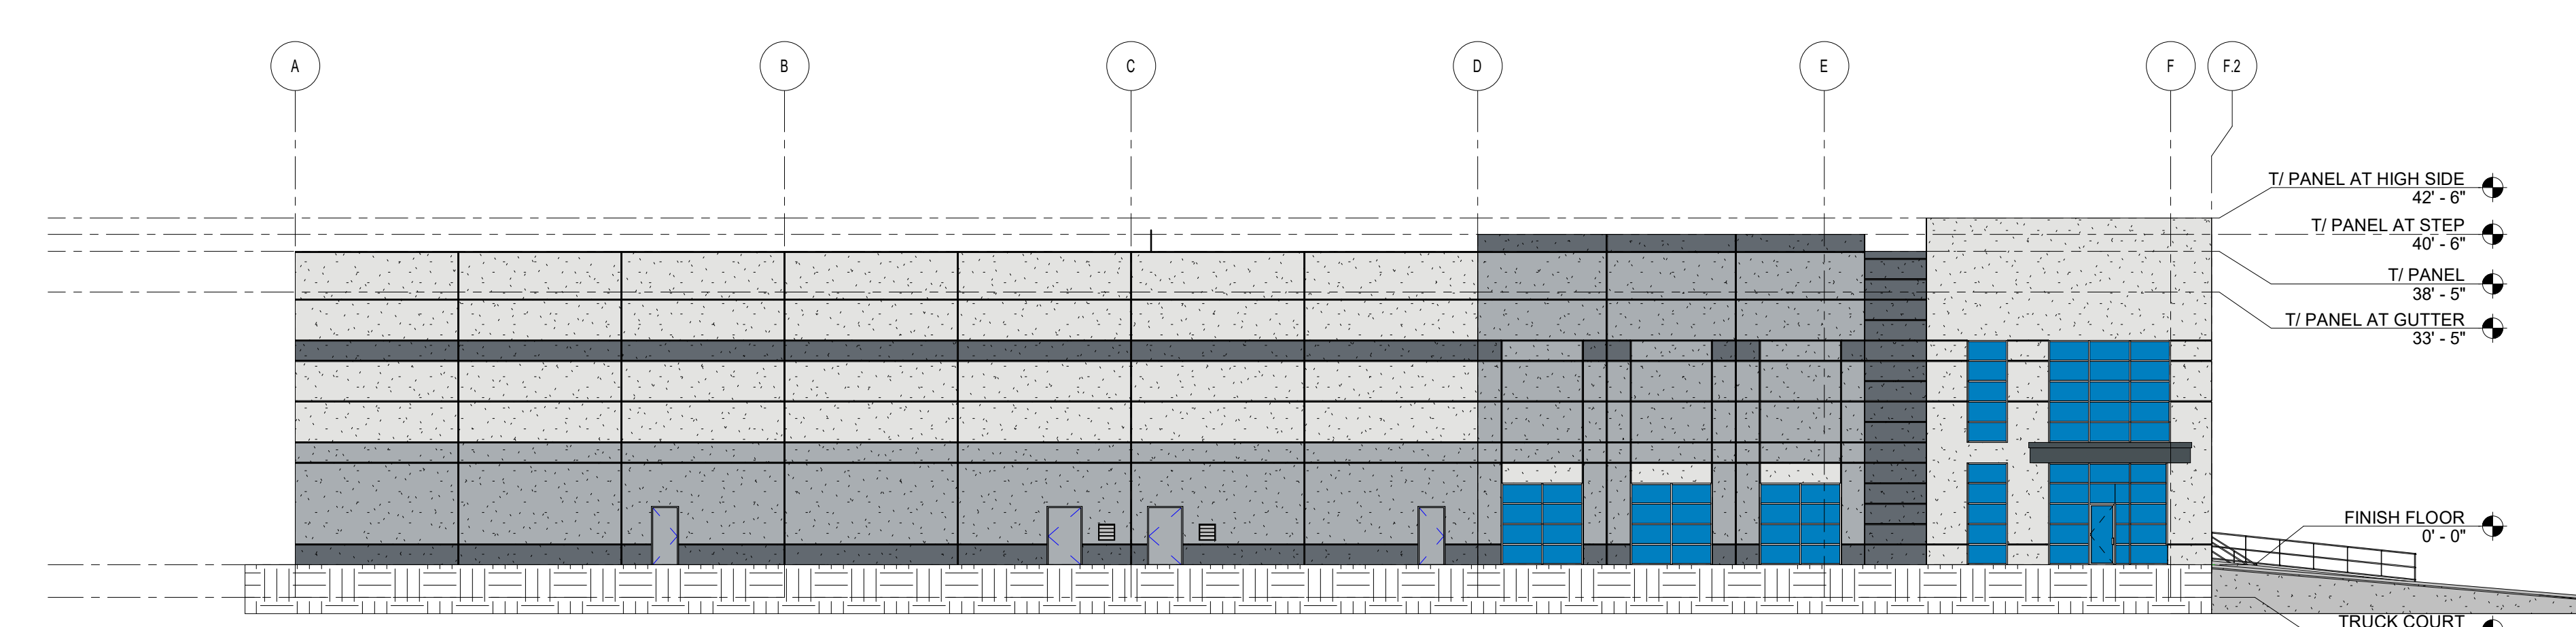 A B C D E F F.2
T/ PANEL AT HIGH SIDE
42' - 6"
T/ PANEL AT STEP
40' - 6"
T/ PANEL
38' - 5"
T/ PANEL AT GUTTER
33' - 5"
FINISH FLOOR
0' - 0"
TRUCK COURT